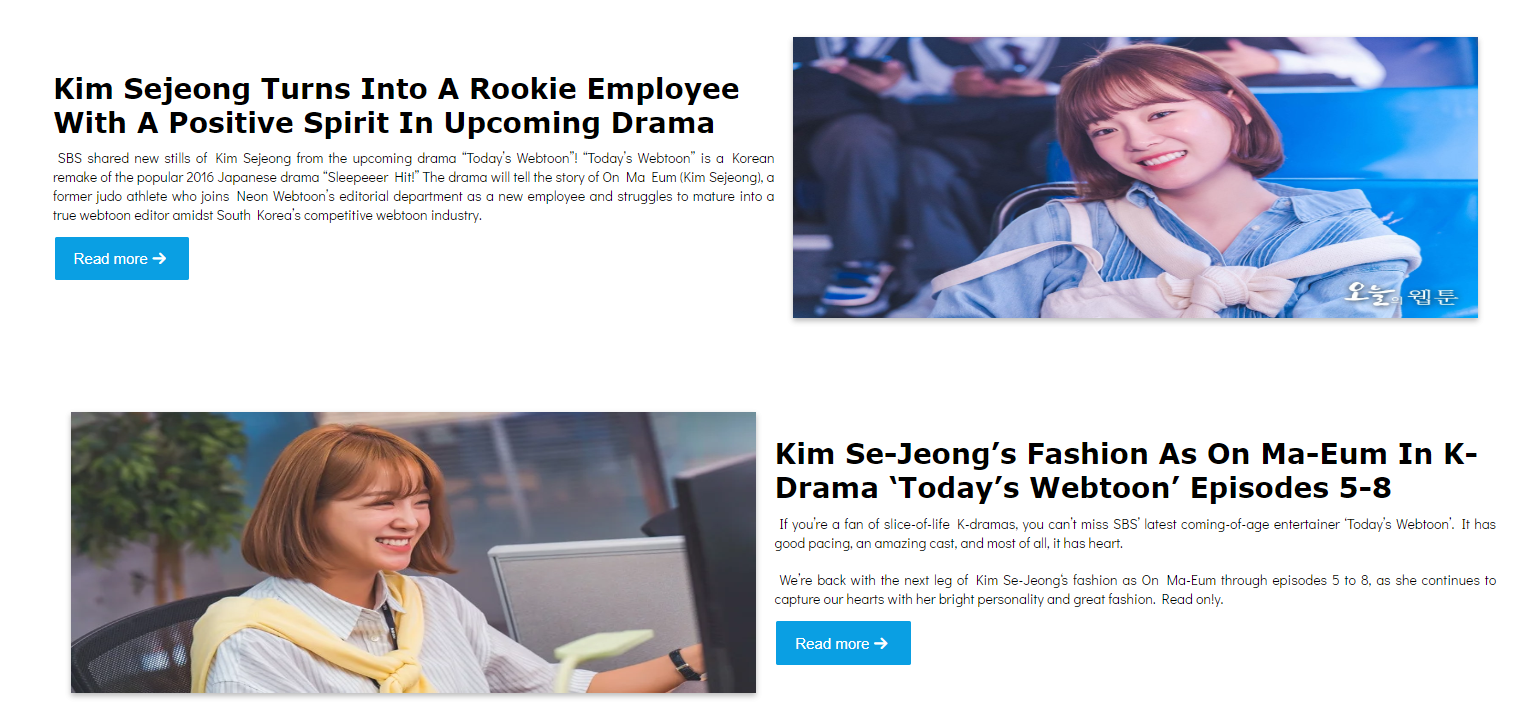 Kim Sejeong Turns Into A Rookie Employee
With A Positive Spirit In Upcoming Drama
SBS shared new stills of Kim Sejeong from the upcoming drama “Today’s Webtoon”! “Today’s Webtoon” is a Korean
remake of the popular 2016 Japanese drama “Sleepeeer Hit!” The drama will tell the story of On Ma Eum (Kim Sejeong), a
former judo athlete who joins Neon Webtoon’s editorial department as a new employee and struggles to mature into a
true webtoon editor amidst South Korea’s competitive webtoon industry.
Read more →
오늘의 웹툰
Kim Se-Jeong’s Fashion As On Ma-Eum In K-
Drama ‘Today’s Webtoon’ Episodes 5-8
If you’re a fan of slice-of-life K-dramas, you can’t miss SBS’ latest coming-of-age entertainer ‘Today’s Webtoon’. It has
good pacing, an amazing cast, and most of all, it has heart.
We’re back with the next leg of Kim Se-Jeong’s fashion as On Ma-Eum through episodes 5 to 8, as she continues to
capture our hearts with her bright personality and great fashion. Read on!y.
Read more →